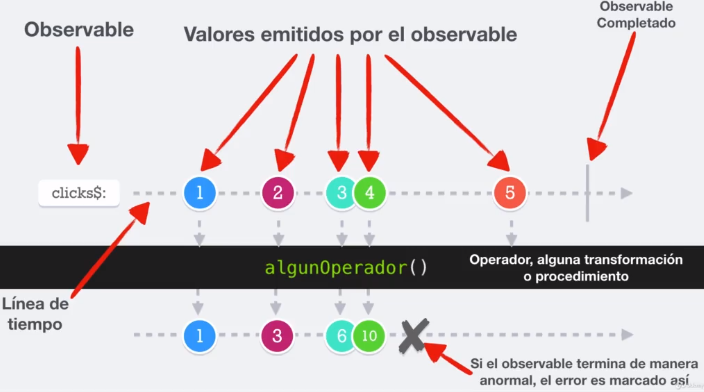 Observable
Valores emitidos por el observable
Observable
Completado
clicks$:
1
2
3
4
5
algunOperador()
Operador, alguna transformación
o procedimiento
Línea de
tiempo
1
3
6
10
Si el observable termina de manera
anormal, el error es marcado así